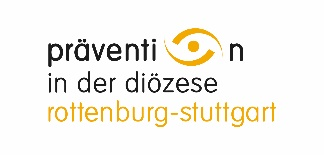 prävention
in der diözese
rottenburg-stuttgart